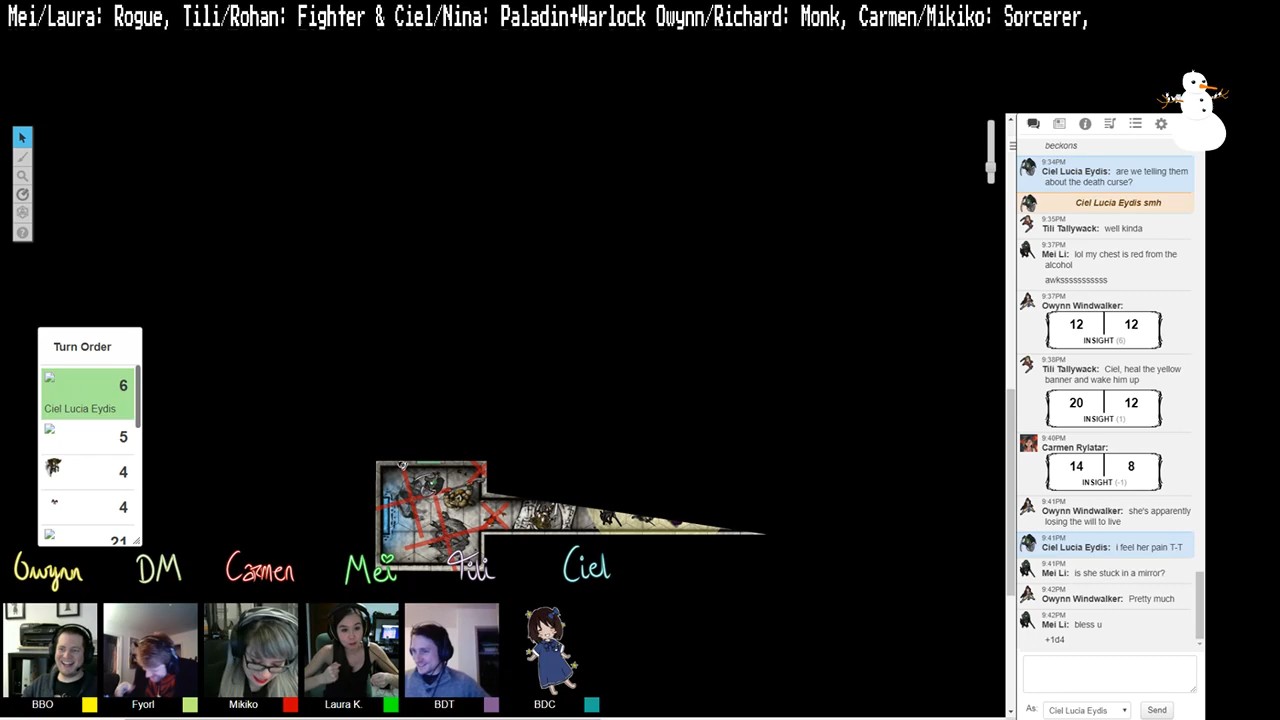 Mei/Laura: Rogue, Tili/Rohan: Fighter & Ciel/Nina: Paladin+Warlock Owynn/Richard: Monk, Carmen/Mikiko: Sorcerer,
beckons
9:34PM
Ciel Lucia Eydis: are we telling them
about the death curse?
Ciel Lucia Eydis smh
9:35PM
Tili Tallywack: well kinda
9:37PM
Mei Li: lol my chest is red from the
alcohol
awksssssssssss
9:37PM
Owynn Windwalker:
12 12
INSIGHT (6)
9:38PM
Tili Tallywack: Ciel, heal the yellow
banner and wake him up
20 12
INSIGHT (1)
9:40PM
Carmen Rylatar:
14 8
INSIGHT (-1)
9:41PM
Owynn Windwalker: she's apparently
losing the will to live
9:41PM
Ciel Lucia Eydis: i feel her pain T-T
9:41PM
Mei Li: is she stuck in a mirror?
9:42PM
Owynn Windwalker: Pretty much
9:42PM
Mei Li: bless u
+1d4
As: Ciel Lucia Eydis Send
Turn Order
6
Ciel Lucia Eydis
5
4
4
21
Owynn DM Carmen Mei Tili Ciel
BBO Fyorl Mikiko Laura K. BDT BDC